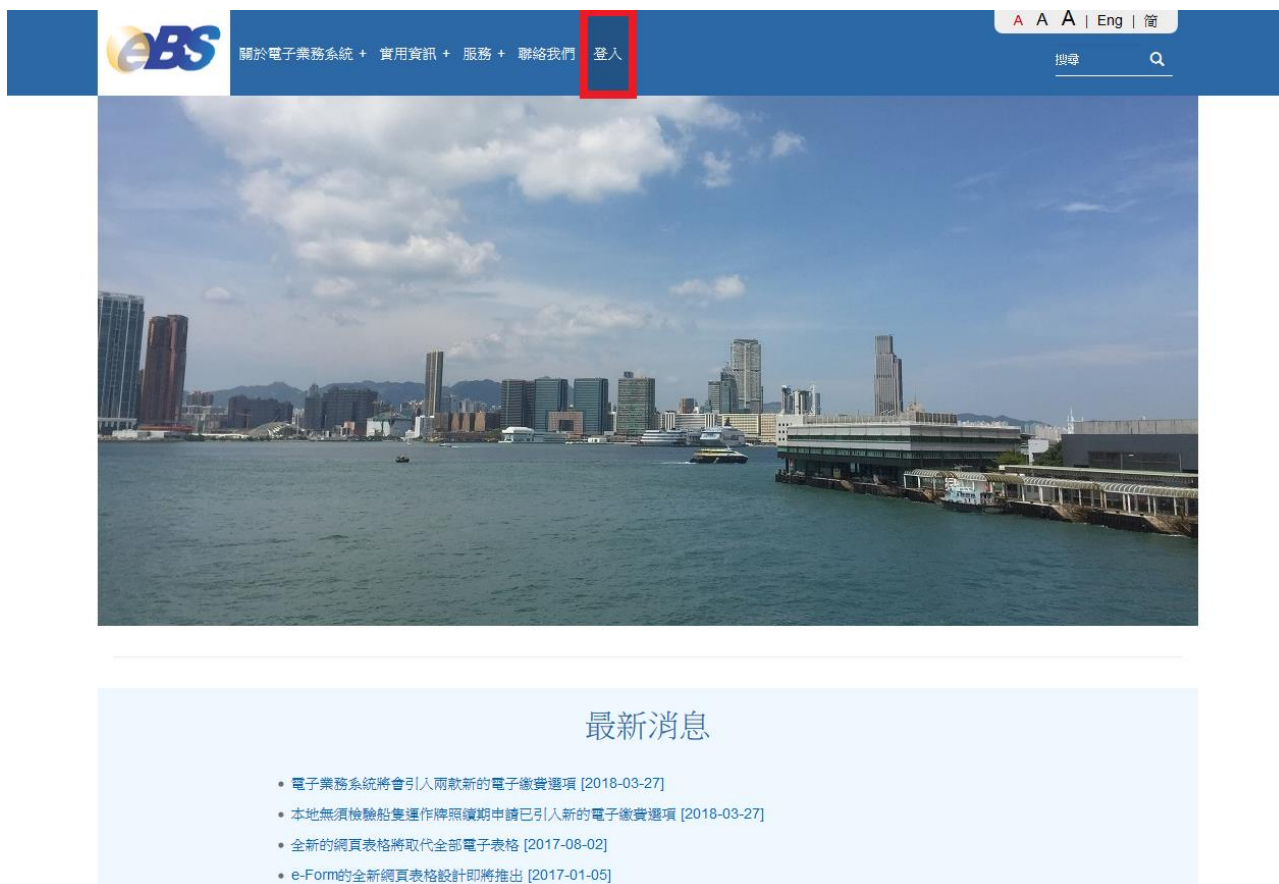 A A A | Eng | 简
eBS
關於電子業務系統 + 實用資訊 + 服務 + 聯絡我們 登入
搜尋
最新消息
• 電子業務系統將會引入兩款新的電子繳費選項 [2018-03-27]
• 本地無須檢驗船隻運作牌照續期申請已引入新的電子繳費選項 [2018-03-27]
• 全新的網頁表格將取代全部電子表格 [2017-08-02]
• e-Form的全新網頁表格設計即將推出 [2017-01-05]